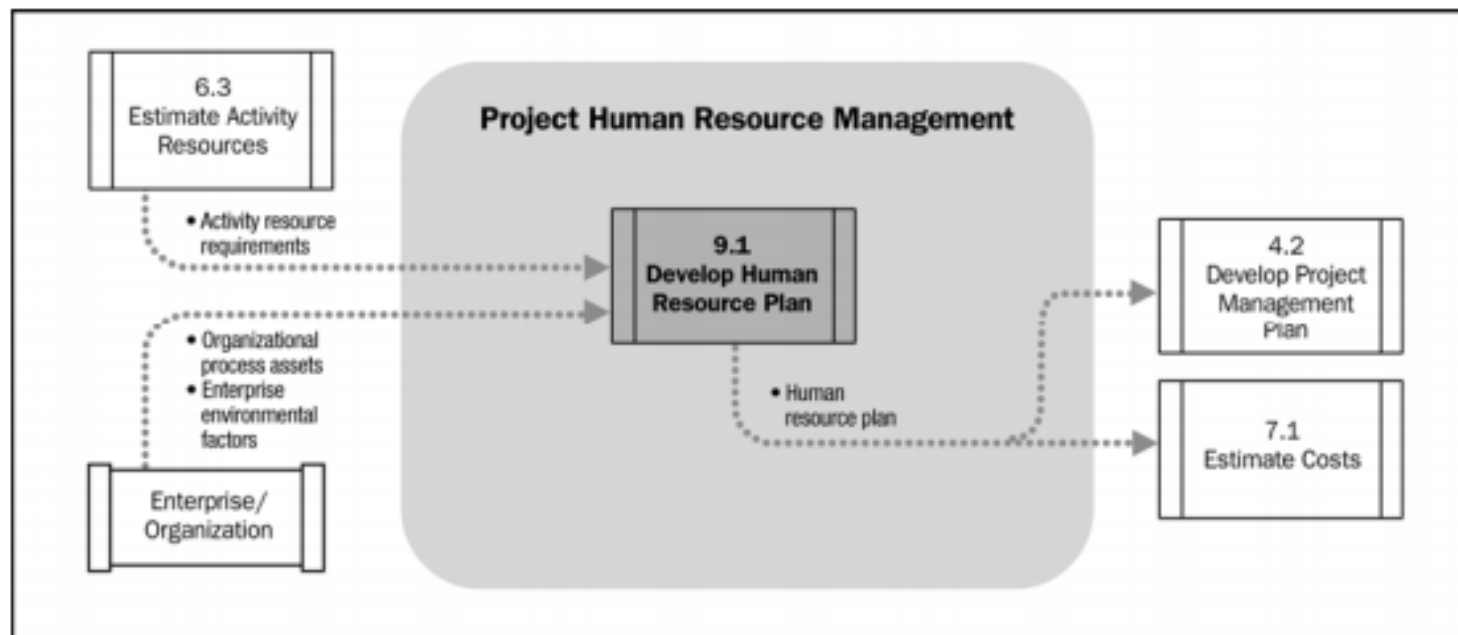 6.3
Estimate Activity
Resources
Project Human Resource Management
• Activity resource
requirements
9.1
Develop Human
Resource Plan
4.2
Develop Project
Management
Plan
• Organizational
process assets
• Enterprise
environmental
factors
• Human
resource plan
7.1
Estimate Costs
Enterprise/
Organization